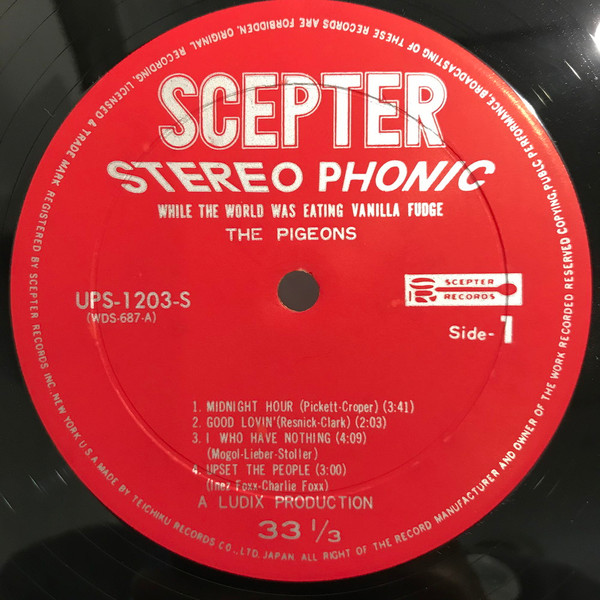 SCEPTER
STEREO PHONIC
WHILE THE WORLD WAS EATING VANILLA FUDGE
THE PIGEONS
UPS-1203-S
(WDS-687-A)
SCEPTER
RECORDS
Side-1
1. MIDNIGHT HOUR (Pickett-Croper) (3:41)
2. GOOD LOVIN' (Resnick-Clark) (2:03)
3. I WHO HAVE NOTHING (4:09)
(Mogol-Lieber-Stoller)
4. UPSET THE PEOPLE (3:00)
(Inez Foxx-Charlie Foxx)
A LUDIX PRODUCTION
33 1/3
LICENSED & TRADE MARK REGISTERED BY SCEPTER RECORDS INC. NEW YORK U.S.A MADE BY TEICHIKU RECORDS CO., LTD. JAPAN. ALL RIGHT OF THE RECORD MANUFACTURER AND OWNER OF THE WORK RECORDED RESERVED COPYING, PUBLIC PERFORMANCE, BROADCASTING OF THESE RECORDS ARE FORBIDDEN, ORIGINAL RECORDING,